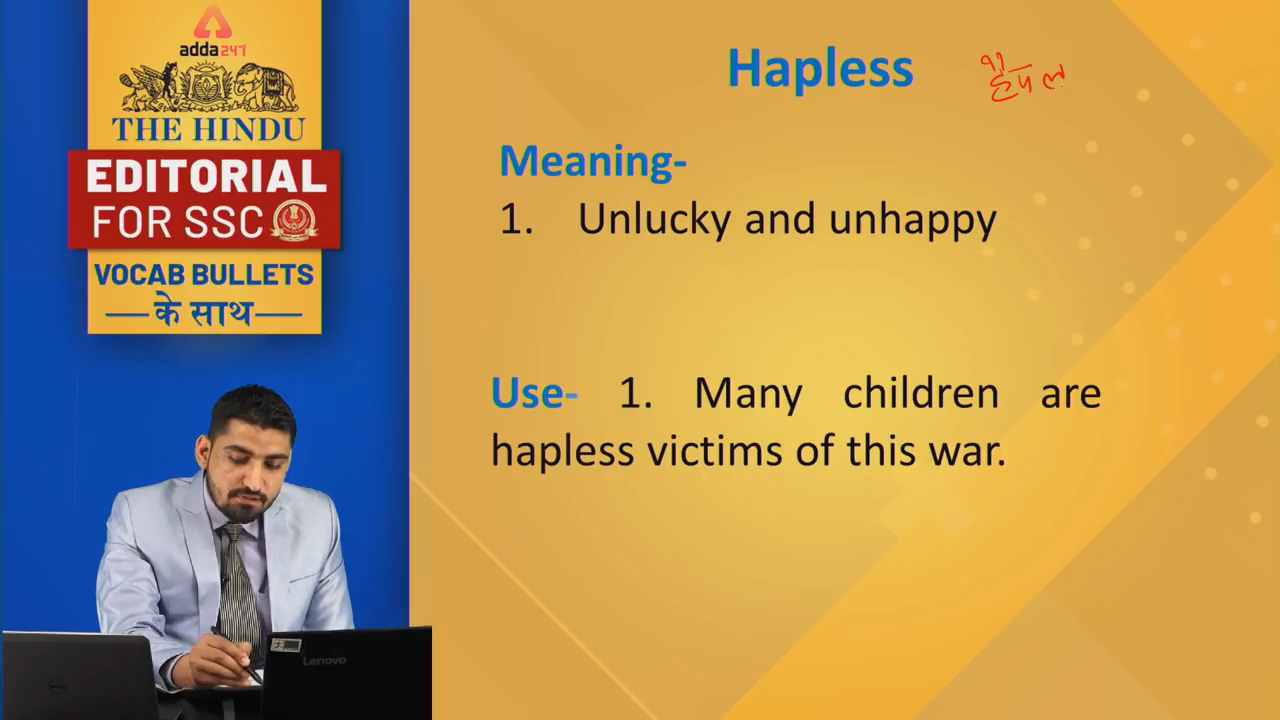 adda247
THE HINDU
EDITORIAL
FOR SSC
VOCAB BULLETS
के साथ
Hapless
Meaning-
1. Unlucky and unhappy
Use- 1. Many children are
hapless victims of this war.
Lenovo
DELL